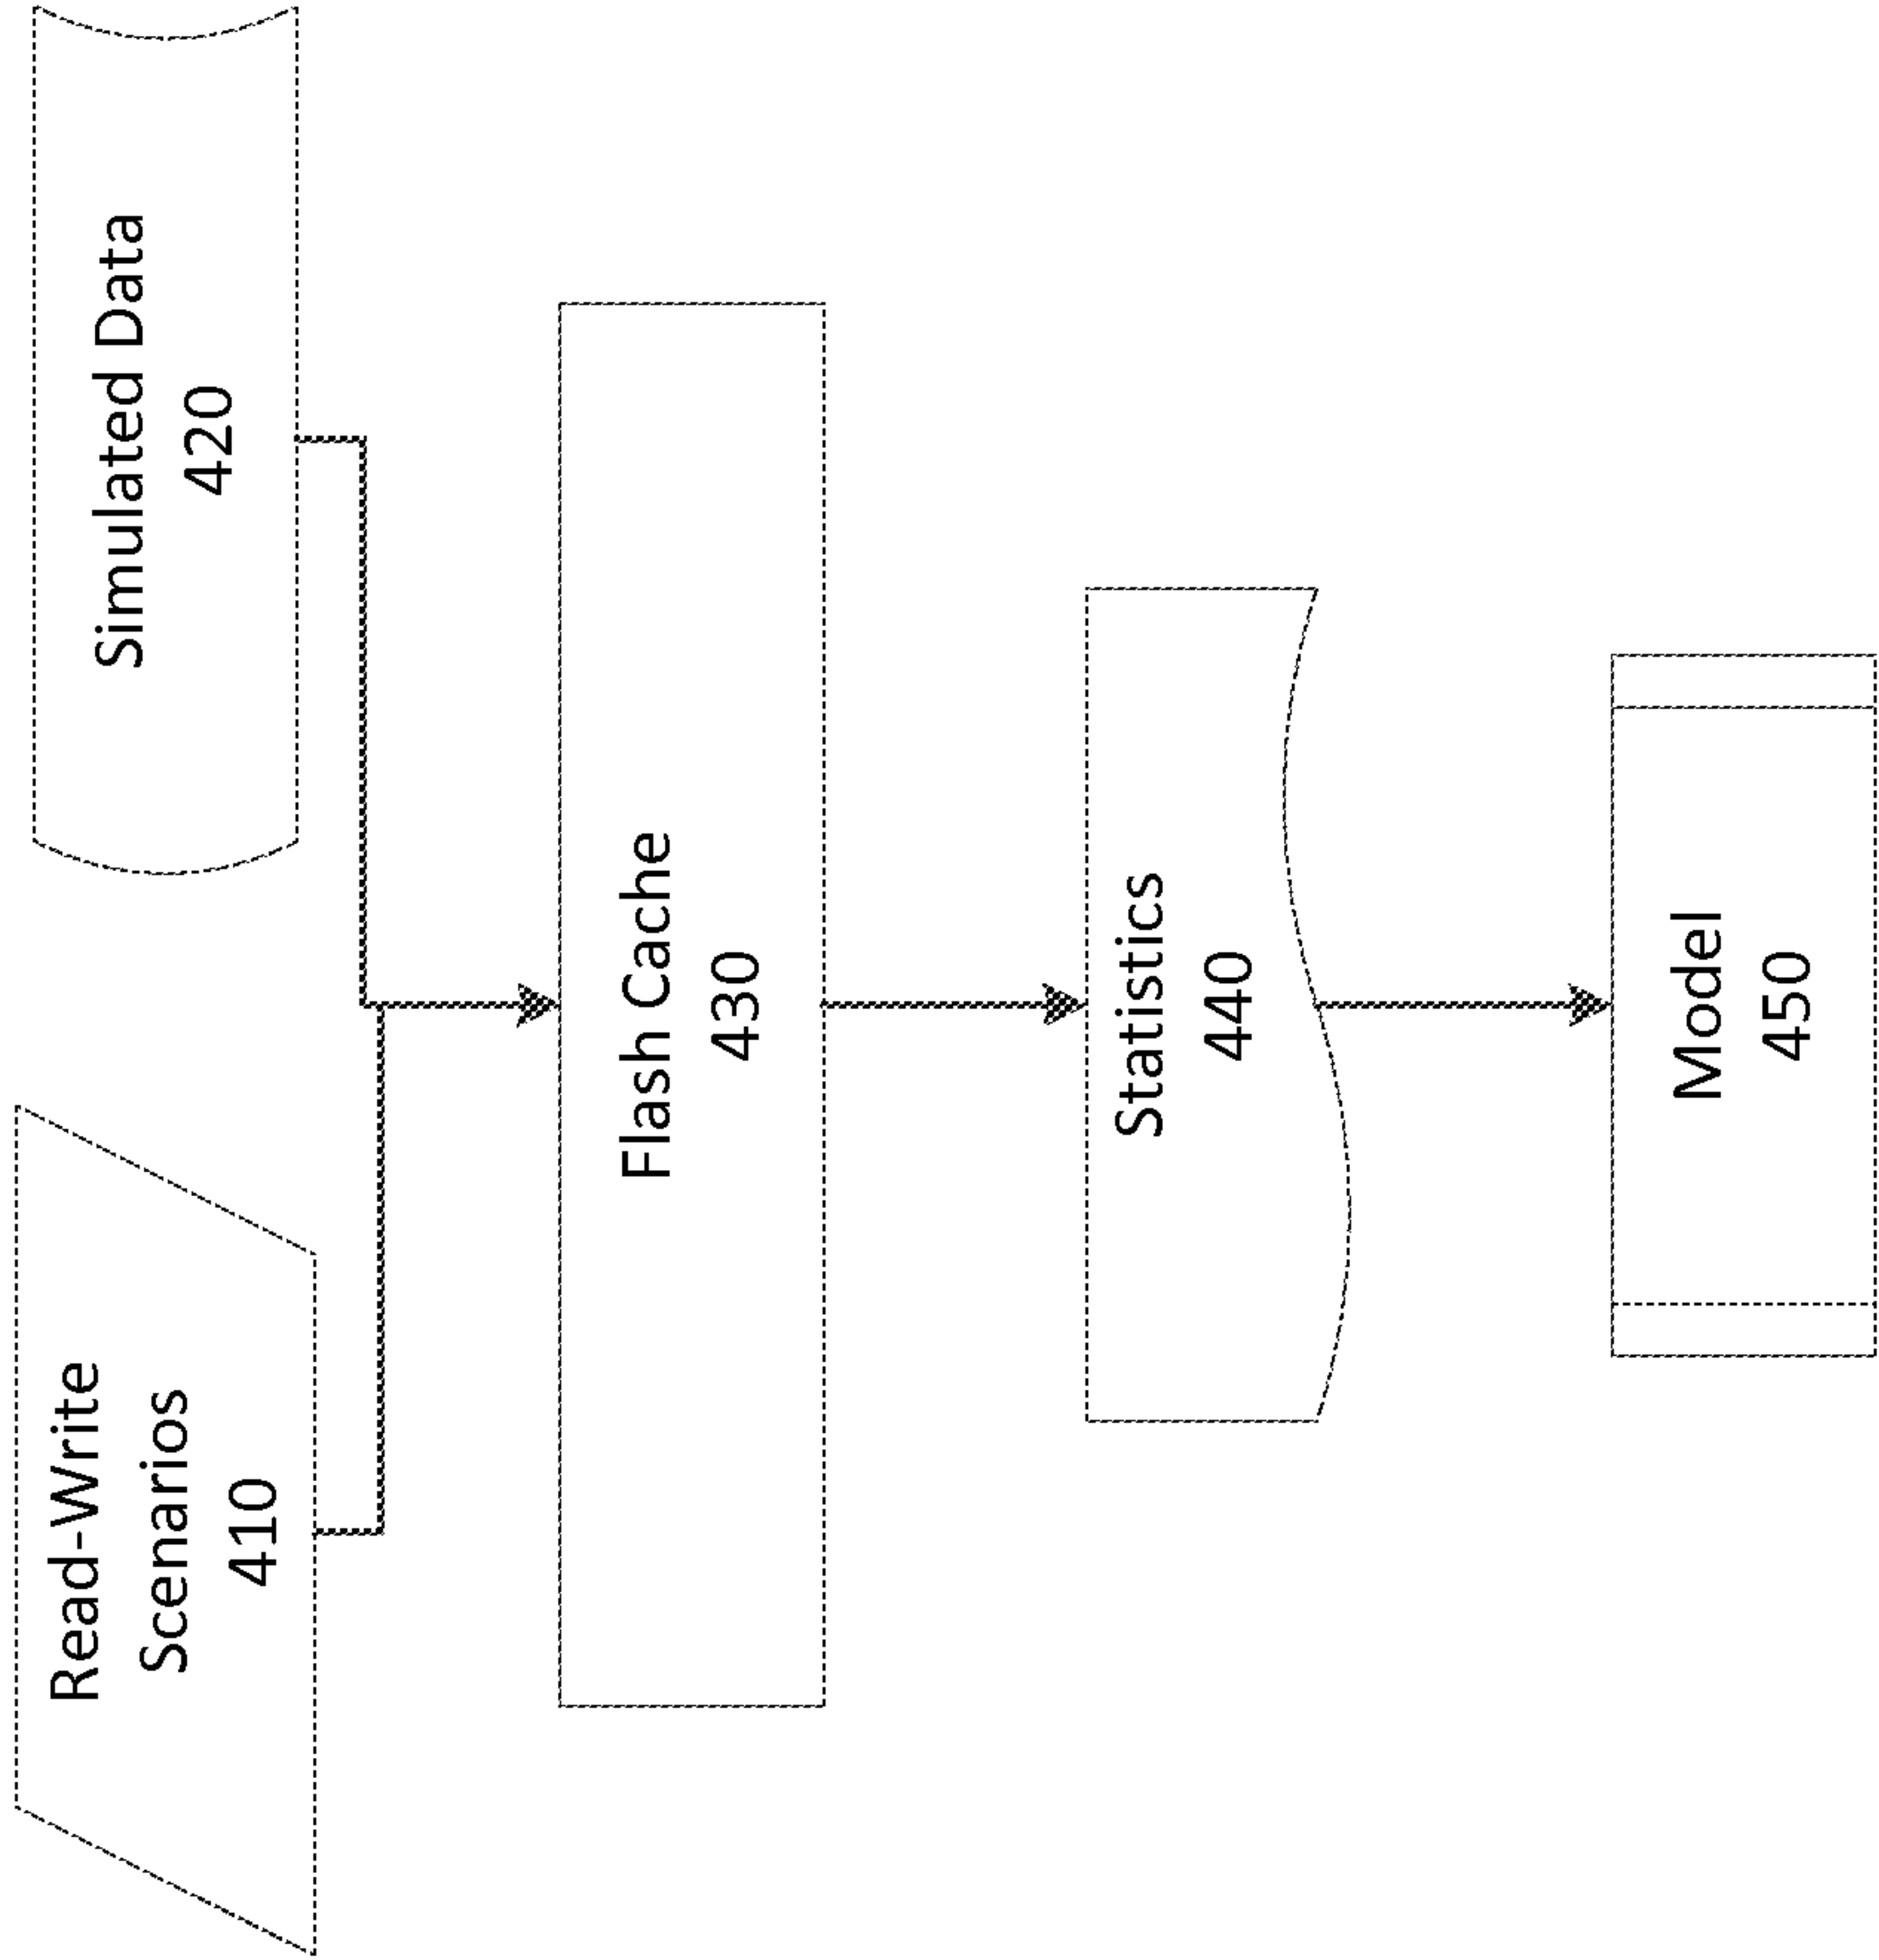 Read-Write
Scenarios
410
Simulated Data
420
Flash Cache
430
Statistics
440
Model
450